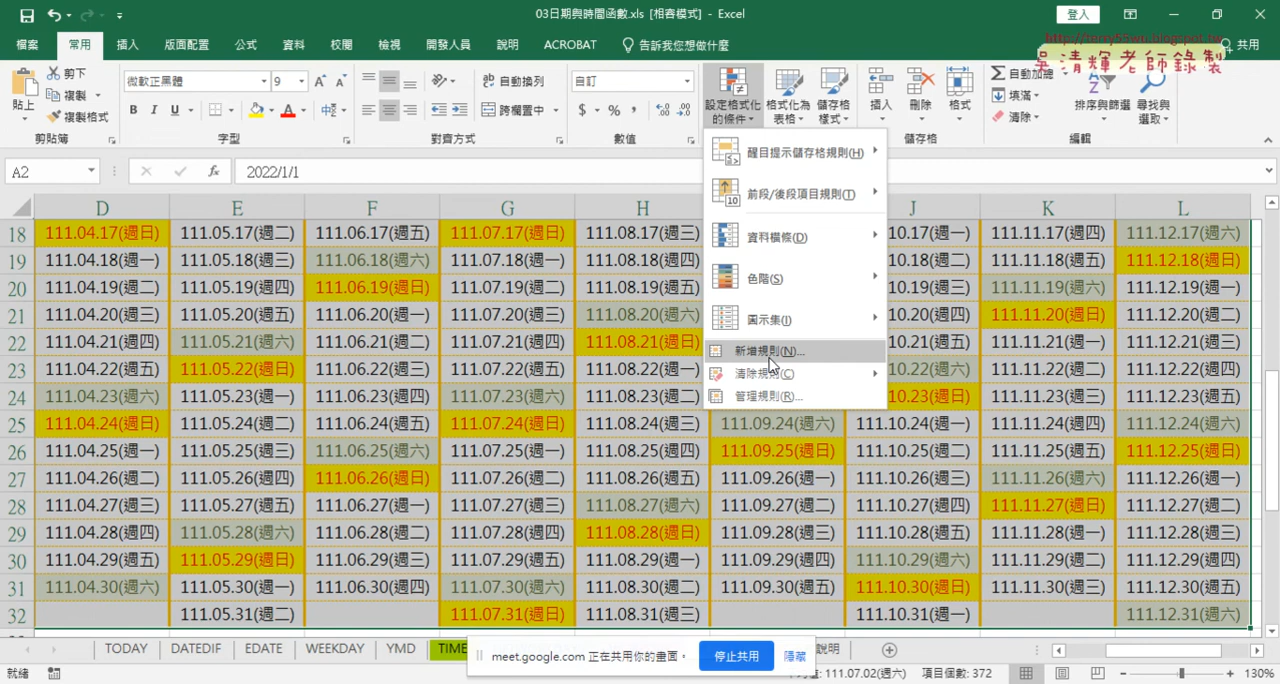 03日期與時間函數.xls [相容模式] - Excel
登入
http://terry55wu.blogspot.tw
吳清輝老師錄製
檔案 常用 插入 版面配置 公式 資料 校閱 檢視 開發人員 說明 ACROBAT 告訴我您想做什麼 共用
貼上 剪下 複製 複製格式 剪貼簿
微軟正黑體 9 B I U 字型
自動換列 跨欄置中 對齊方式
自訂 $ % 數值
設定格式化的條件 格式化為表格 儲存格樣式
插入 刪除 格式 儲存格
自動加總 填滿 清除 排序與篩選 尋找與選取 編輯
A2 fx 2022/1/1
醒目提示儲存格規則(H)
前段/後段項目規則(T)
資料橫條(D)
色階(S)
圖示集(I)
新增規則(N)...
清除規則(C)
管理規則(R)...
D E F G H J K L
18 111.04.17(週日) 111.05.17(週二) 111.06.17(週五) 111.07.17(週日) 111.08.17(週三) 10.17(週一) 111.11.17(週四) 111.12.17(週六)
19 111.04.18(週一) 111.05.18(週三) 111.06.18(週六) 111.07.18(週一) 111.08.18(週四) 10.18(週二) 111.11.18(週五) 111.12.18(週日)
20 111.04.19(週二) 111.05.19(週四) 111.06.19(週日) 111.07.19(週二) 111.08.19(週五) 10.19(週三) 111.11.19(週六) 111.12.19(週一)
21 111.04.20(週三) 111.05.20(週五) 111.06.20(週一) 111.07.20(週三) 111.08.20(週六) 10.20(週四) 111.11.20(週日) 111.12.20(週二)
22 111.04.21(週四) 111.05.21(週六) 111.06.21(週二) 111.07.21(週四) 111.08.21(週日) 10.21(週五) 111.11.21(週一) 111.12.21(週三)
23 111.04.22(週五) 111.05.22(週日) 111.06.22(週三) 111.07.22(週五) 111.08.22(週一) 10.22(週六) 111.11.22(週二) 111.12.22(週四)
24 111.04.23(週六) 111.05.23(週一) 111.06.23(週四) 111.07.23(週六) 111.08.23(週二) 10.23(週日) 111.11.23(週三) 111.12.23(週五)
25 111.04.24(週日) 111.05.24(週二) 111.06.24(週五) 111.07.24(週日) 111.08.24(週三) 111.09.24(週六) 111.10.24(週一) 111.11.24(週四) 111.12.24(週六)
26 111.04.25(週一) 111.05.25(週三) 111.06.25(週六) 111.07.25(週一) 111.08.25(週四) 111.09.25(週日) 111.10.25(週二) 111.11.25(週五) 111.12.25(週日)
27 111.04.26(週二) 111.05.26(週四) 111.06.26(週日) 111.07.26(週二) 111.08.26(週五) 111.09.26(週一) 111.10.26(週三) 111.11.26(週六) 111.12.26(週一)
28 111.04.27(週三) 111.05.27(週五) 111.06.27(週一) 111.07.27(週三) 111.08.27(週六) 111.09.27(週二) 111.10.27(週四) 111.11.27(週日) 111.12.27(週二)
29 111.04.28(週四) 111.05.28(週六) 111.06.28(週二) 111.07.28(週四) 111.08.28(週日) 111.09.28(週三) 111.10.28(週五) 111.11.28(週一) 111.12.28(週三)
30 111.04.29(週五) 111.05.29(週日) 111.06.29(週三) 111.07.29(週五) 111.08.29(週一) 111.09.29(週四) 111.10.29(週六) 111.11.29(週二) 111.12.29(週四)
31 111.04.30(週六) 111.05.30(週一) 111.06.30(週四) 111.07.30(週六) 111.08.30(週二) 111.09.30(週五) 111.10.30(週日) 111.11.30(週三) 111.12.30(週五)
32 111.05.31(週二) 111.07.31(週日) 111.08.31(週三) 111.10.31(週一) 111.12.31(週六)
TODAY DATEDIF EDATE WEEKDAY YMD TIME 說明
meet.google.com 正在共用你的畫面。 停止共用 隱藏
就緒 值: 111.07.02(週六) 項目個數: 372 130%